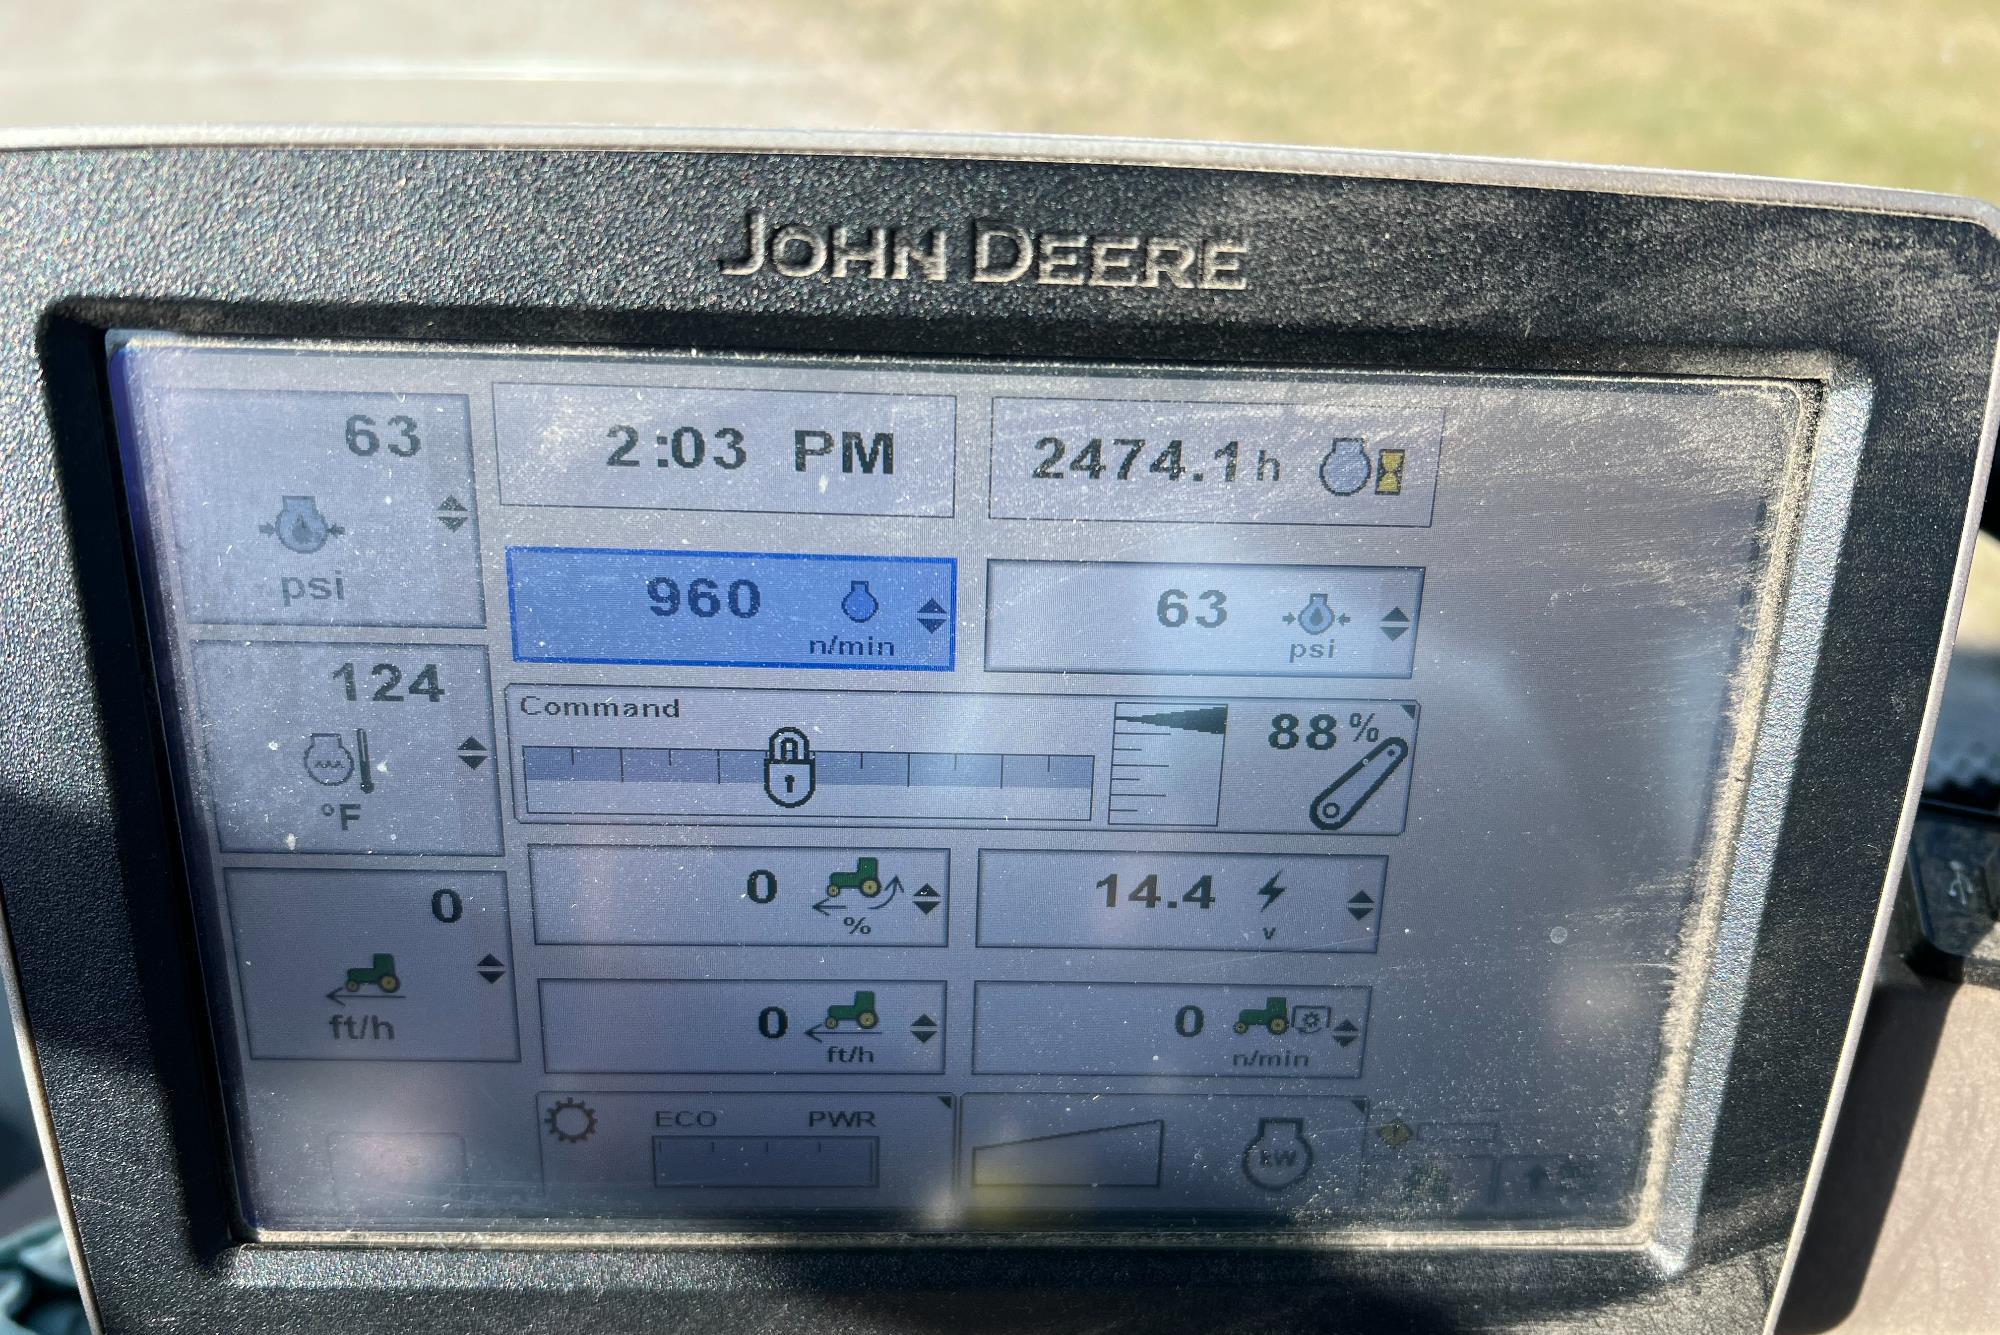 JOHN DEERE
63
psi
124
°F
0
ft/h
2:03 PM
2474.1 h
960
n/min
63
psi
Command
A
88%
0
%
14.4
v
0
ft/h
0
n/min
ECO PWR
kW